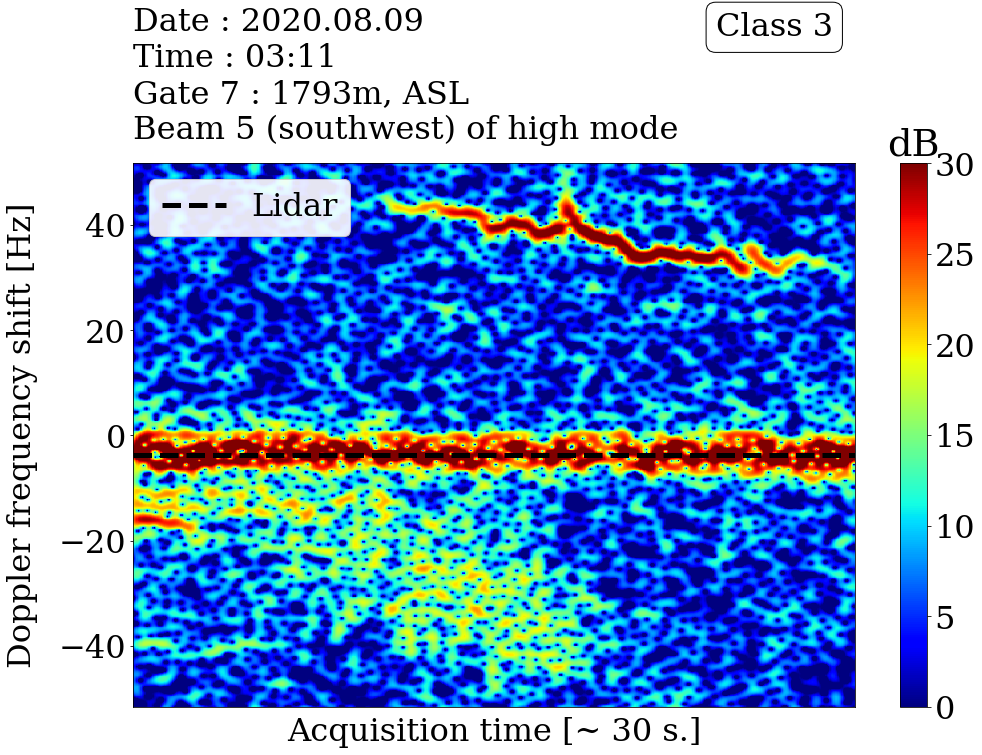 Date : 2020.08.09
Time : 03:11
Gate 7 : 1793m, ASL
Beam 5 (southwest) of high mode
Class 3
dB
Lidar
Doppler frequency shift [Hz]
40
20
0
−20
−40
30
25
20
15
10
5
0
Acquisition time [~ 30 s.]